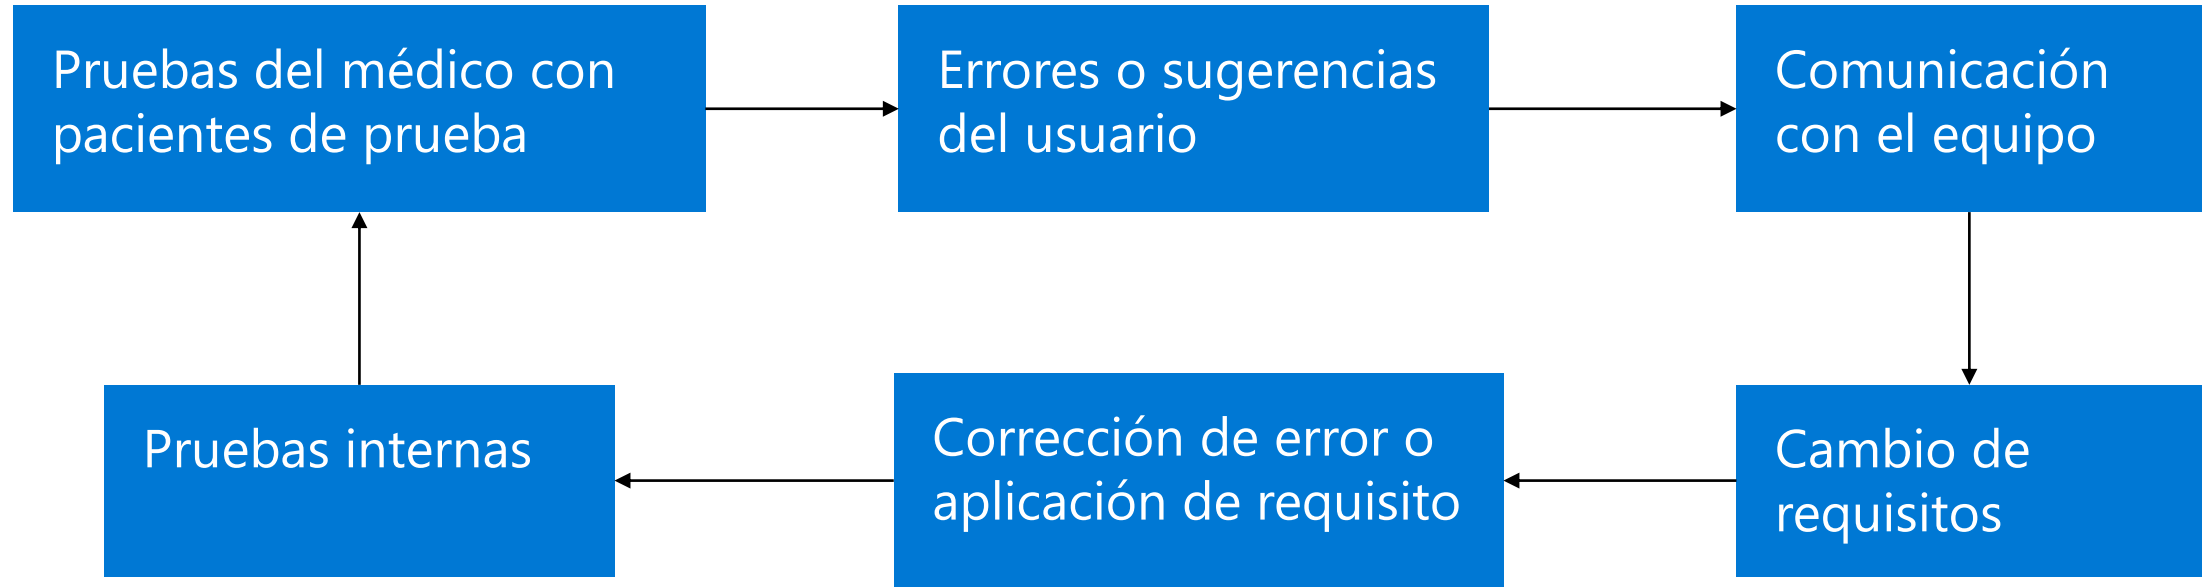 Pruebas del médico con
pacientes de prueba
Errores o sugerencias
del usuario
Comunicación
con el equipo
Pruebas internas
Corrección de error o
aplicación de requisito
Cambio de
requisitos